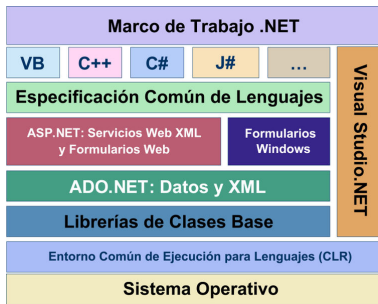 Marco de Trabajo .NET
VB
C++
C#
J#
...
Especificación Común de Lenguajes
ASP.NET: Servicios Web XML
y Formularios Web
Formularios
Windows
ADO.NET: Datos y XML
Librerías de Clases Base
Entorno Común de Ejecución para Lenguajes (CLR)
Sistema Operativo
Visual Studio.NET